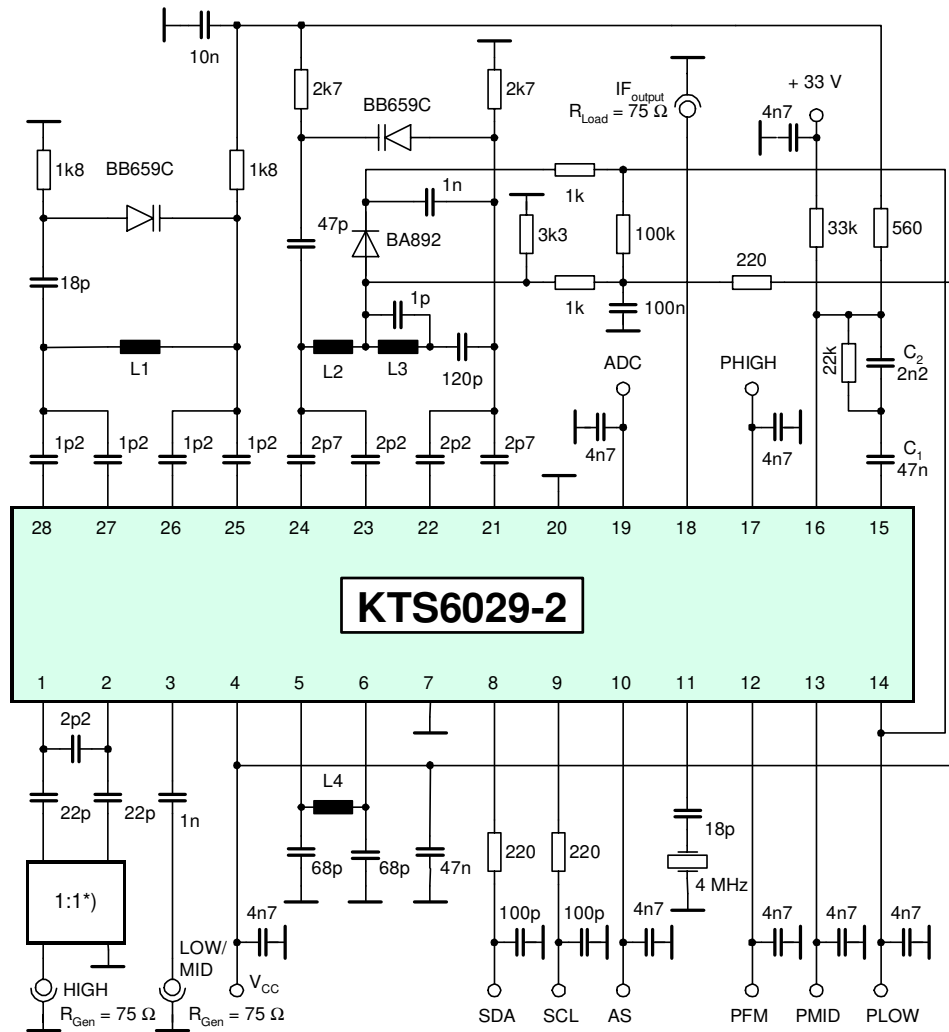 10n
2k7
BB659C
2k7
IFoutput
RLoad = 75 Ω
+ 33 V
4n7
1k8
BB659C
1k8
1n
1k
47p
BA892
3k3
100k
33k
560
18p
220
1p
1k
100n
L1
L2
L3
120p
ADC
PHIGH
22k
C2
2n2
1p2
1p2
1p2
1p2
2p7
2p2
2p2
2p7
4n7
4n7
C1
47n
28 27 26 25 24 23 22 21 20 19 18 17 16 15
KTS6029-2
1 2 3 4 5 6 7 8 9 10 11 12 13 14
2p2
L4
22p
22p
1n
18p
68p
68p
47n
220
220
4 MHz
1:1*)
4n7
100p
100p
4n7
4n7
4n7
4n7
LOW/
MID
HIGH
VCC
RGen = 75 Ω
RGen = 75 Ω
SDA
SCL
AS
PFM
PMID
PLOW